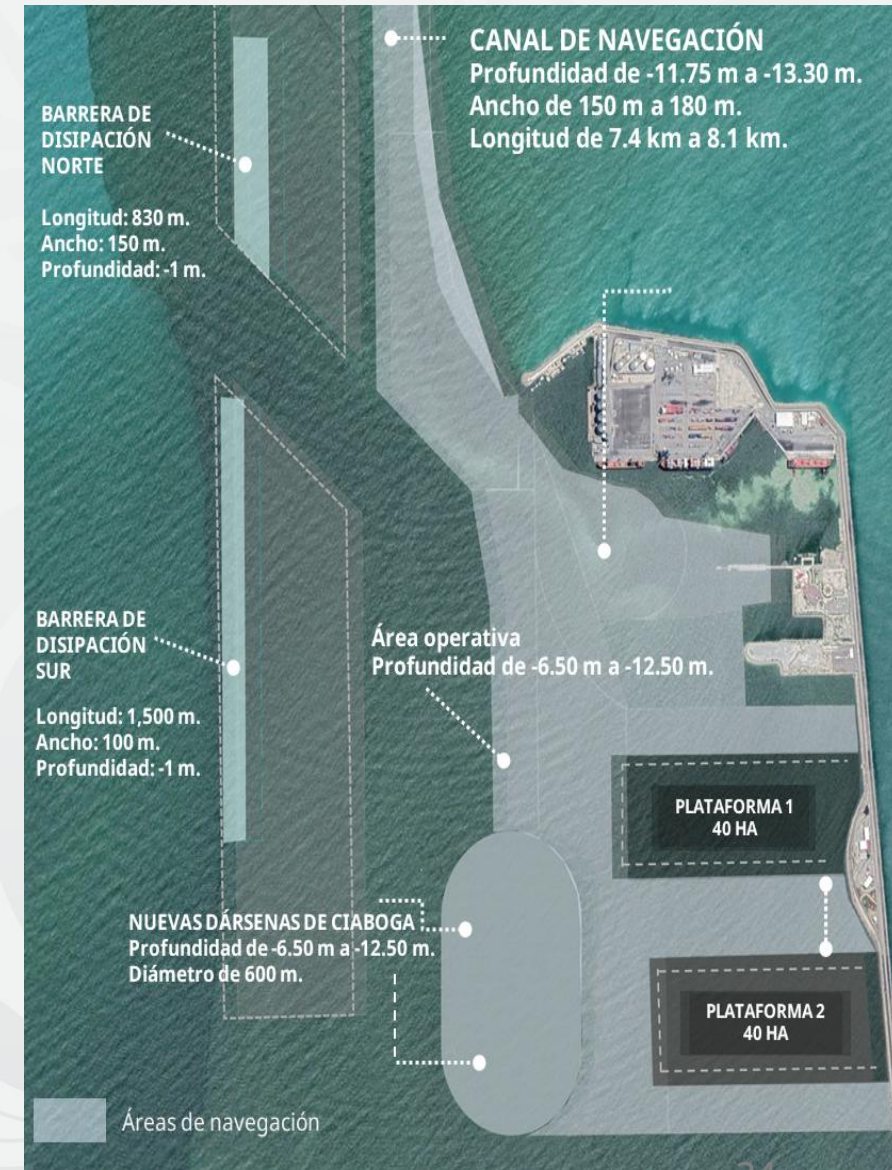 CANAL DE NAVEGACIÓN
Profundidad de -11.75 m a -13.30 m.
Ancho de 150 m a 180 m.
Longitud de 7.4 km a 8.1 km.
BARRERA DE
DISIPACIÓN
NORTE
Longitud: 830 m.
Ancho: 150 m.
Profundidad: -1 m.
BARRERA DE
DISIPACIÓN
SUR
Longitud: 1,500 m.
Ancho: 100 m.
Profundidad: -1 m.
Área operativa
Profundidad de -6.50 m a -12.50 m.
PLATAFORMA 1
40 HA
NUEVAS DÁRSENAS DE CIABOGA
Profundidad de -6.50 m a -12.50 m.
Diámetro de 600 m.
PLATAFORMA 2
40 HA
Áreas de navegación